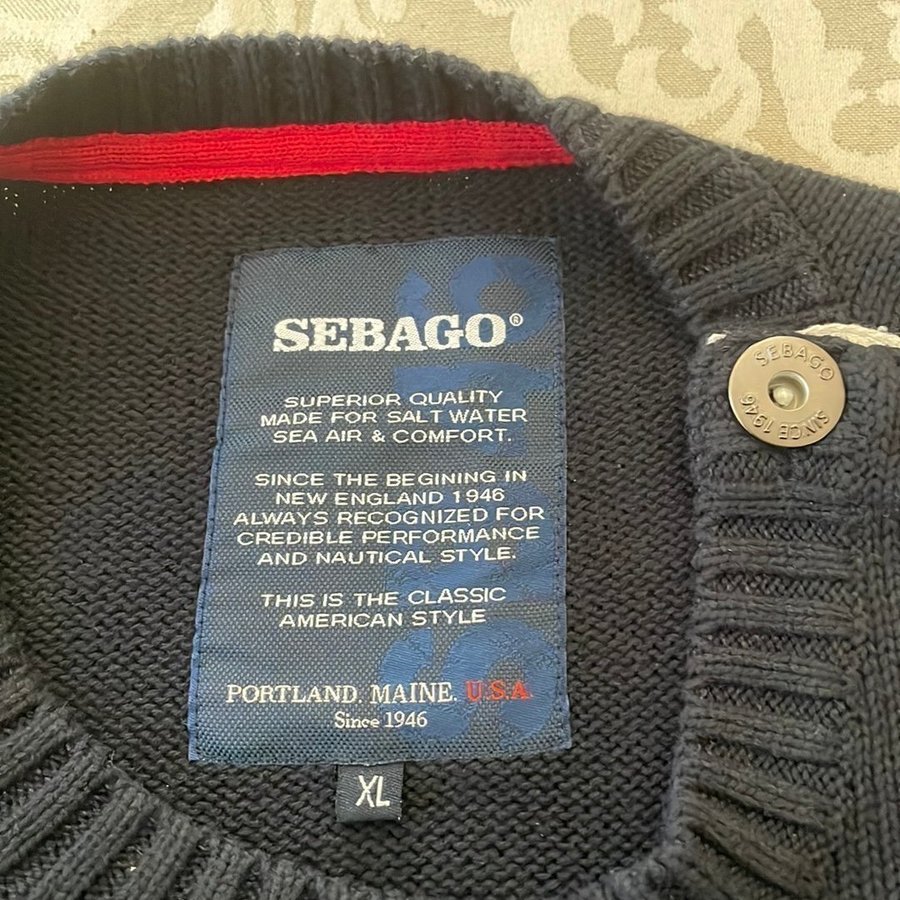 SEBAGO®
SUPERIOR QUALITY
MADE FOR SALT WATER
SEA AIR & COMFORT.
SINCE THE BEGINING IN
NEW ENGLAND 1946
ALWAYS RECOGNIZED FOR
CREDIBLE PERFORMANCE
AND NAUTICAL STYLE.
THIS IS THE CLASSIC
AMERICAN STYLE
PORTLAND. MAINE. U.S.A.
Since 1946
XL
SEBAGO
SINCE 1946